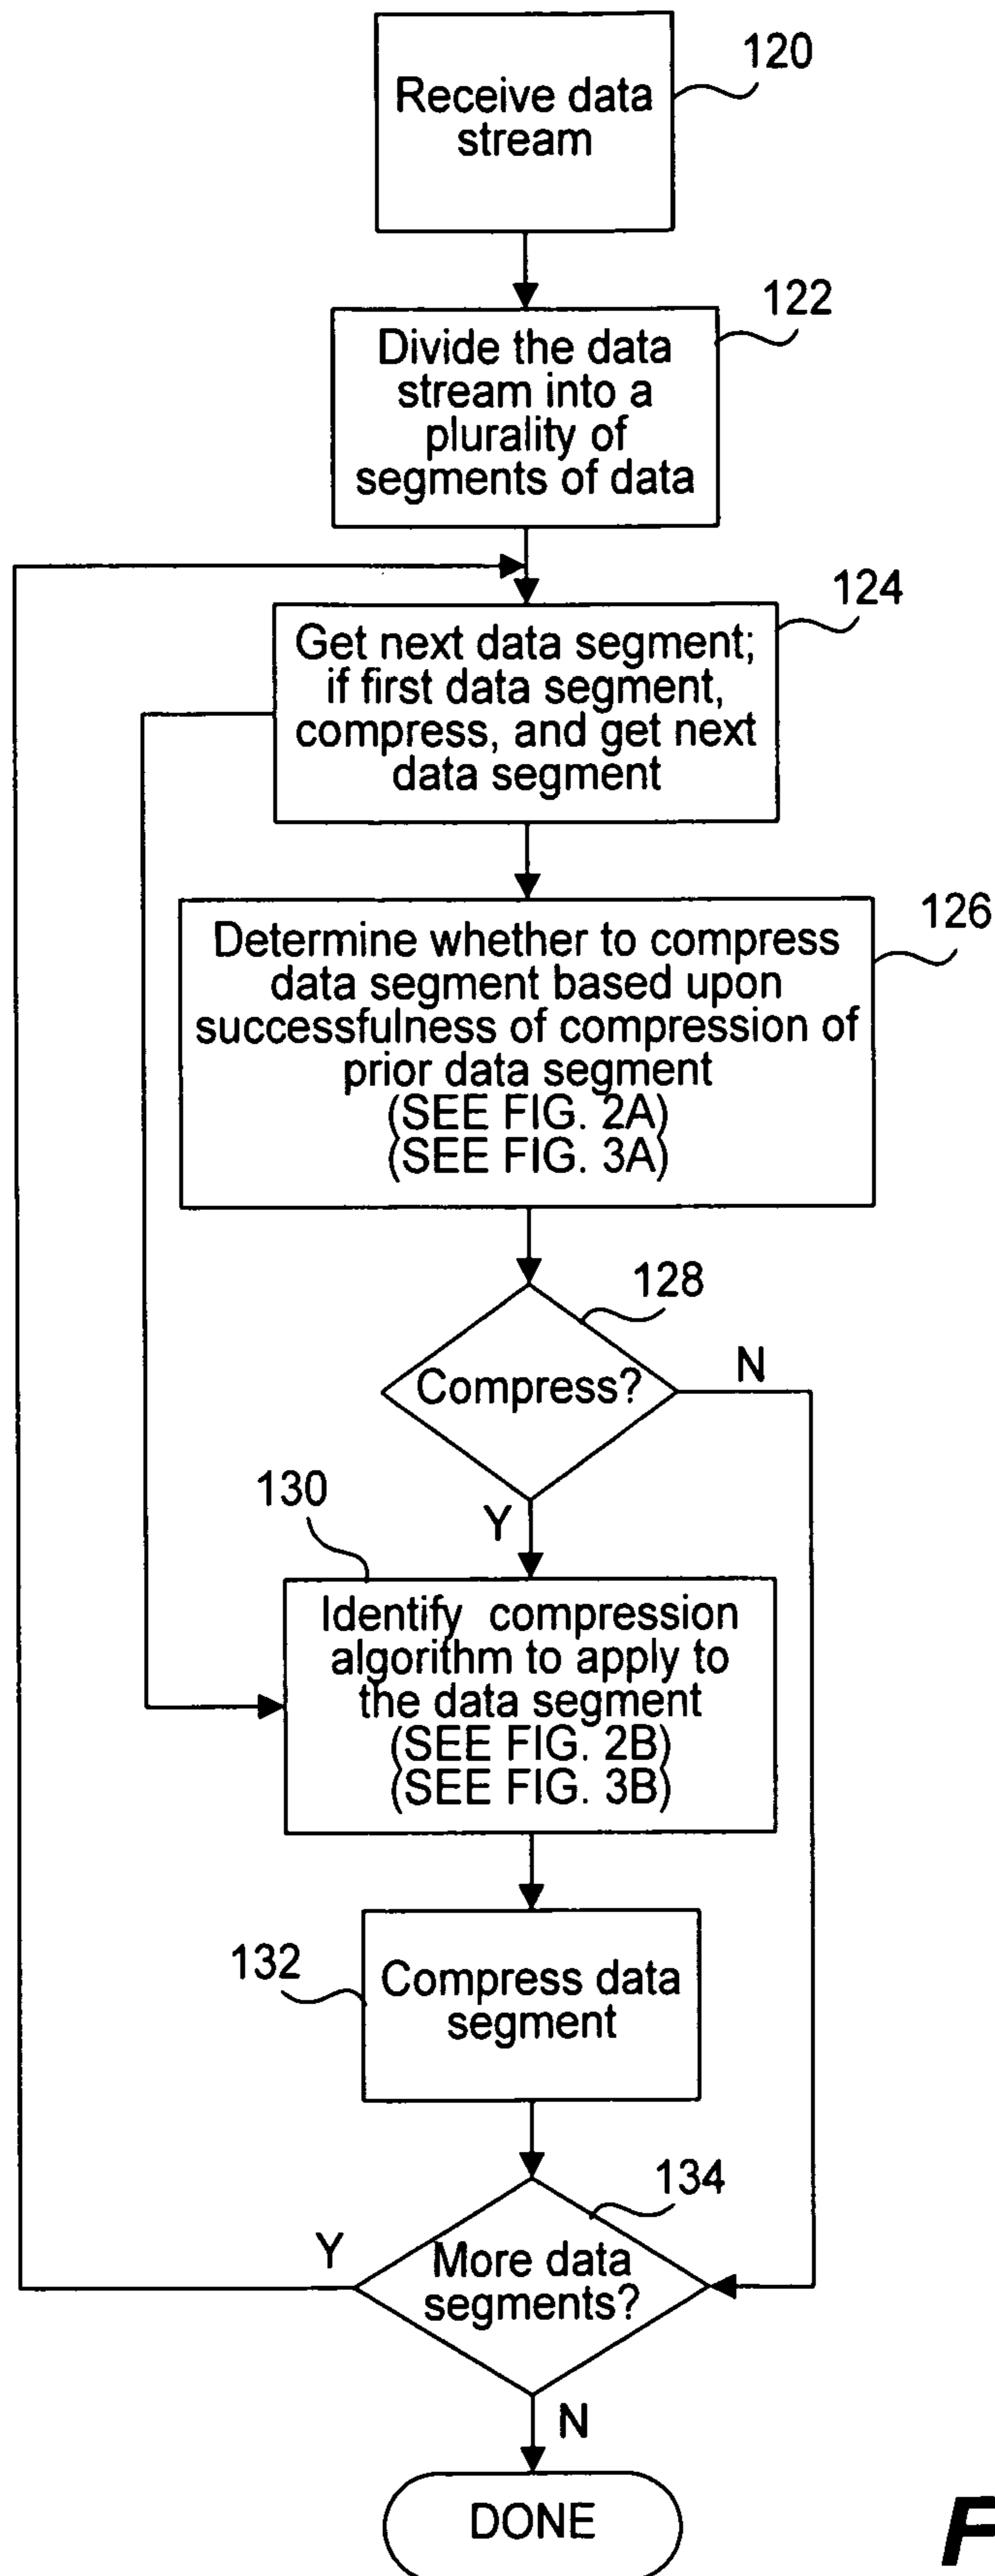 Receive data
stream
120
Divide the data
stream into a
plurality of
segments of data
122
Get next data segment;
if first data segment,
compress, and get next
data segment
124
Determine whether to compress
data segment based upon
successfulness of compression of
prior data segment
(SEE FIG. 2A)
(SEE FIG. 3A)
126
128
Compress?
N
Y
130
Identify compression
algorithm to apply to
the data segment
(SEE FIG. 2B)
(SEE FIG. 3B)
132
Compress data
segment
134
Y
More data
segments?
N
DONE
F